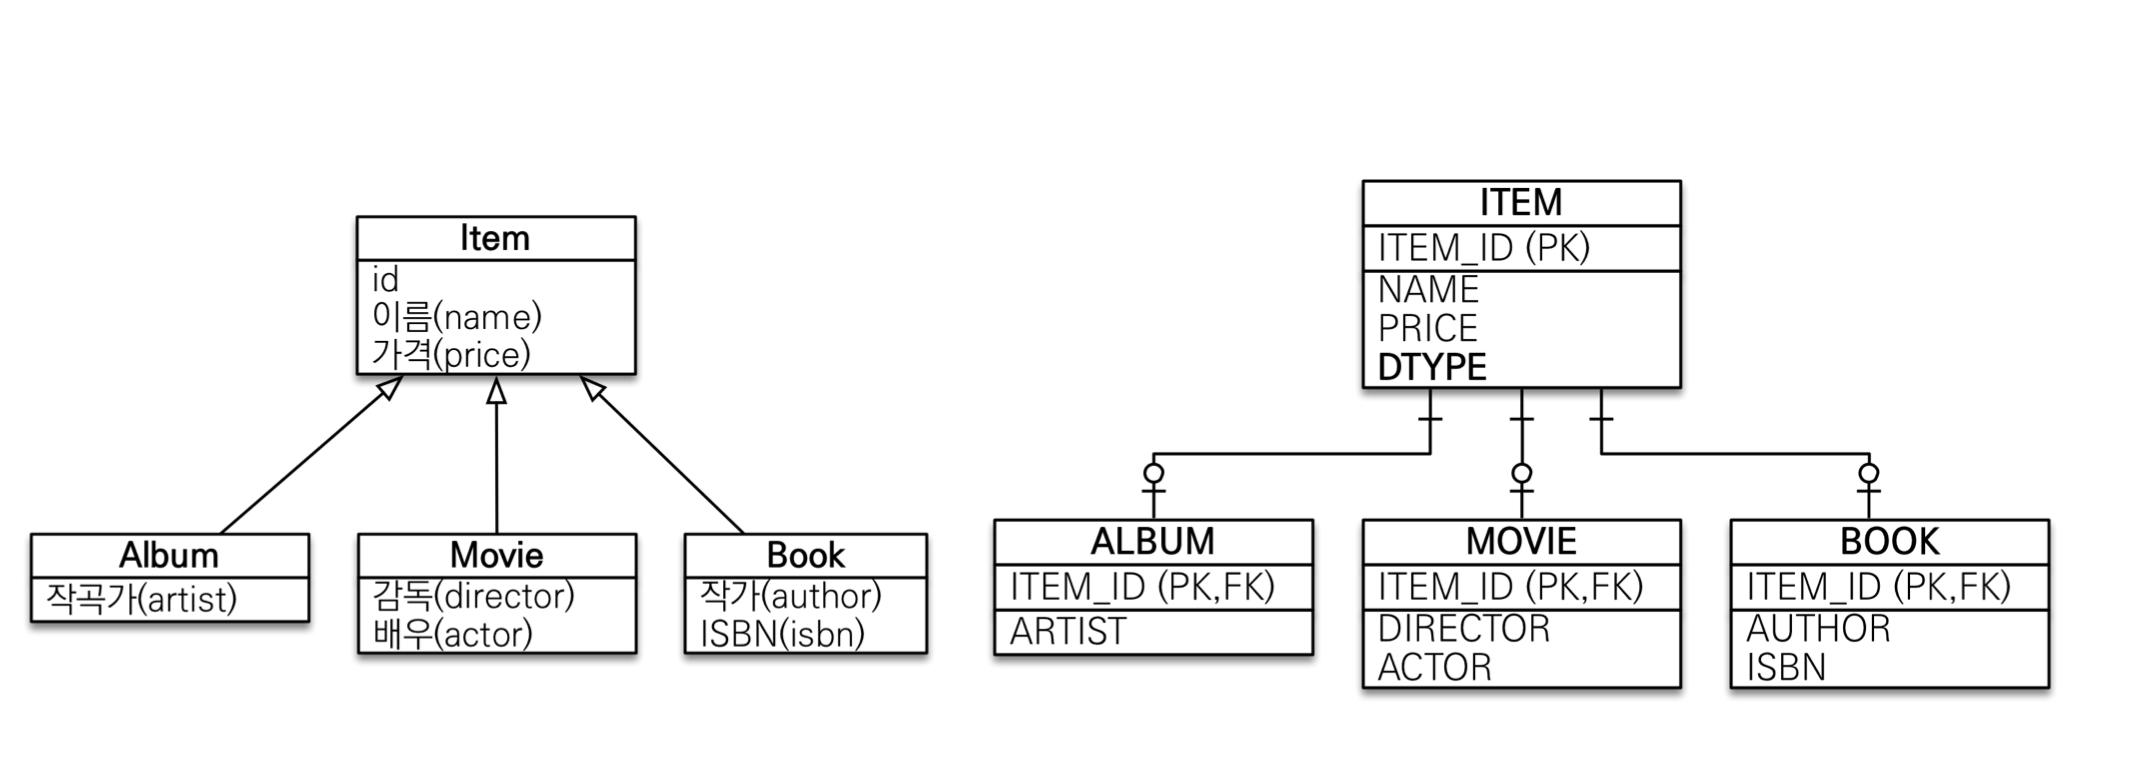 Item
id
이름(name)
가격(price)
Album
작곡가(artist)
Movie
감독(director)
배우(actor)
Book
작가(author)
ISBN(isbn)
ITEM
ITEM_ID (PK)
NAME
PRICE
DTYPE
ALBUM
ITEM_ID (PK,FK)
ARTIST
MOVIE
ITEM_ID (PK,FK)
DIRECTOR
ACTOR
BOOK
ITEM_ID (PK,FK)
AUTHOR
ISBN